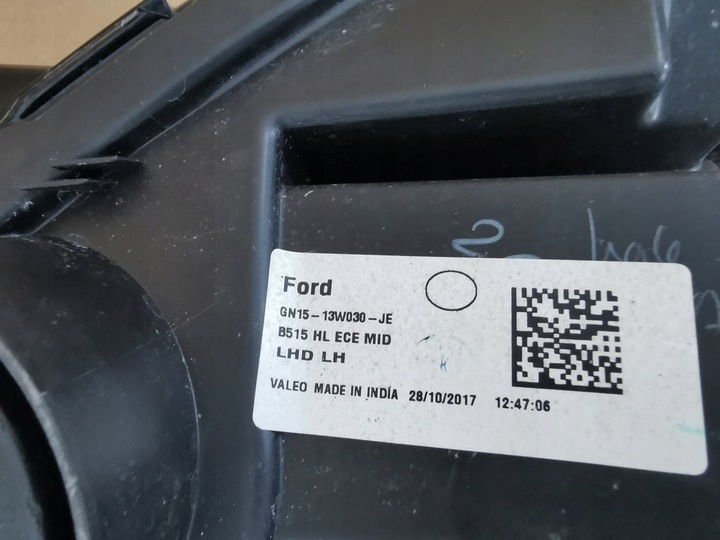 2
Ford
GN15-13W030-JE
B515 HL ECE MID
LHD LH
VALEO MADE IN INDIA 28/10/2017 12:47:06